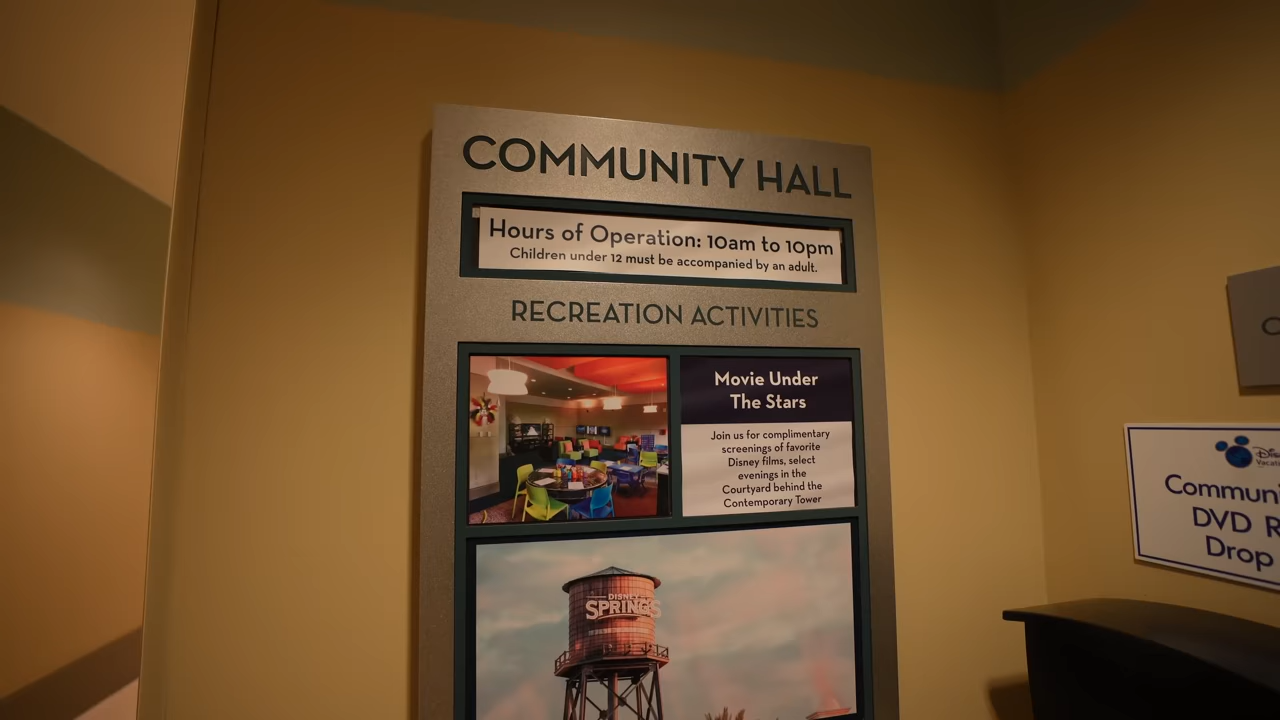 COMMUNITY HALL
Hours of Operation: 10am to 10pm
Children under 12 must be accompanied by an adult.
RECREATION ACTIVITIES
Movie Under
The Stars
Join us for complimentary
screenings of favorite
Disney films, select
evenings in the
Courtyard behind the
Contemporary Tower
DISNEY
SPRINGS
DVD
Drop